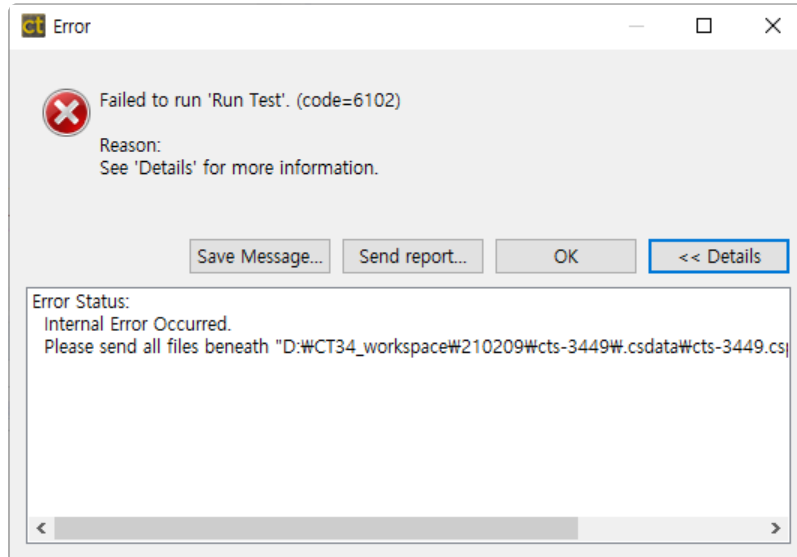 ct Error
Failed to run 'Run Test'. (code=6102)
Reason:
See 'Details' for more information.
Save Message... Send report... OK << Details
Error Status:
Internal Error Occurred.
Please send all files beneath "D:₩CT34_workspace₩210209₩cts-3449₩.csdata₩cts-3449.csp